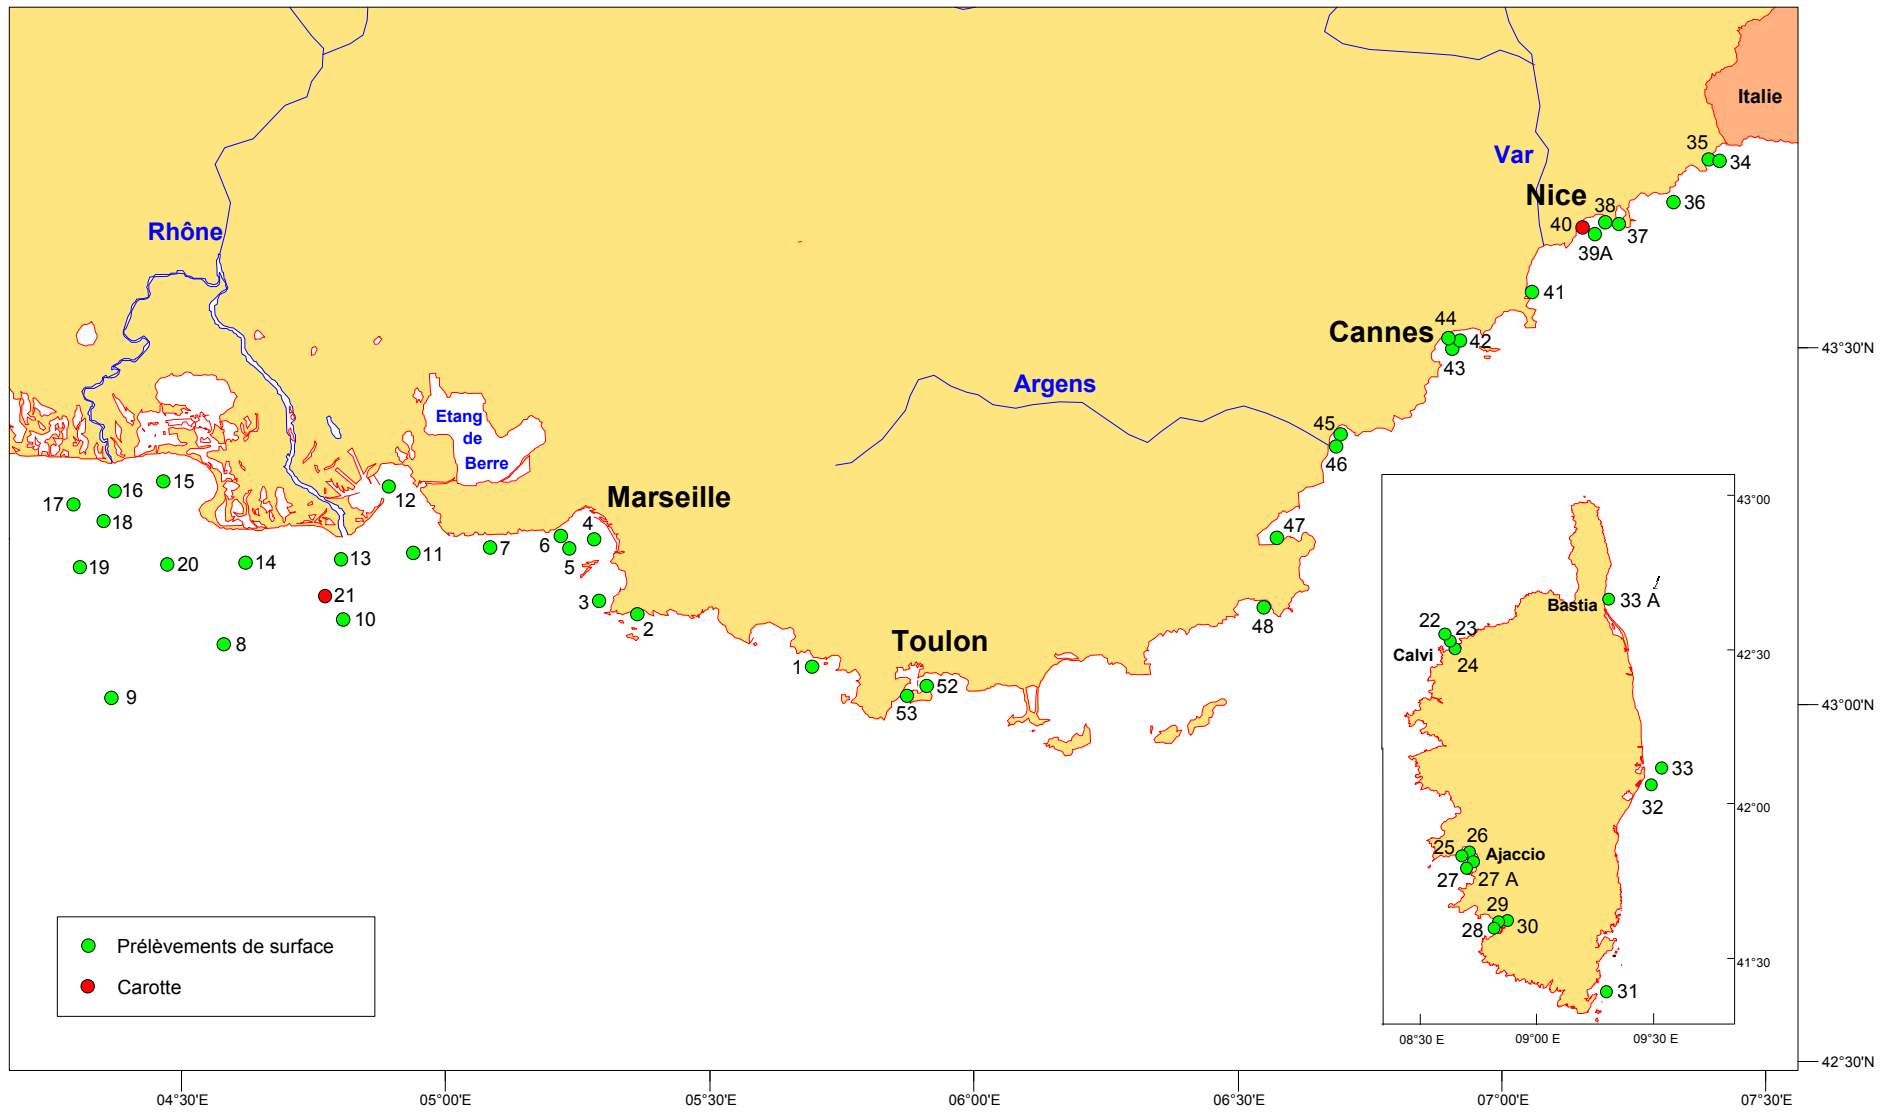 Italie
35
34
Var
Nice
36
38
40
37
39A
Rhône
41
44
Cannes
42
43
43°30'N
Argens
Etang
de
Berre
45
46
15
16
17
18
12
Marseille
4
6
5
7
11
13
14
20
19
21
10
3
2
8
9
47
48
Toulon
1
52
53
43°00'N
43°00
Bastia
33 A
22
23
Calvi
24
42°30
33
32
42°00
26
25
Ajaccio
27
27 A
29
30
28
41°30
31
08°30 E
09°00 E
09°30 E
Prélèvements de surface
Carotte
42°30'N
04°30'E
05°00'E
05°30'E
06°00'E
06°30'E
07°00'E
07°30'E